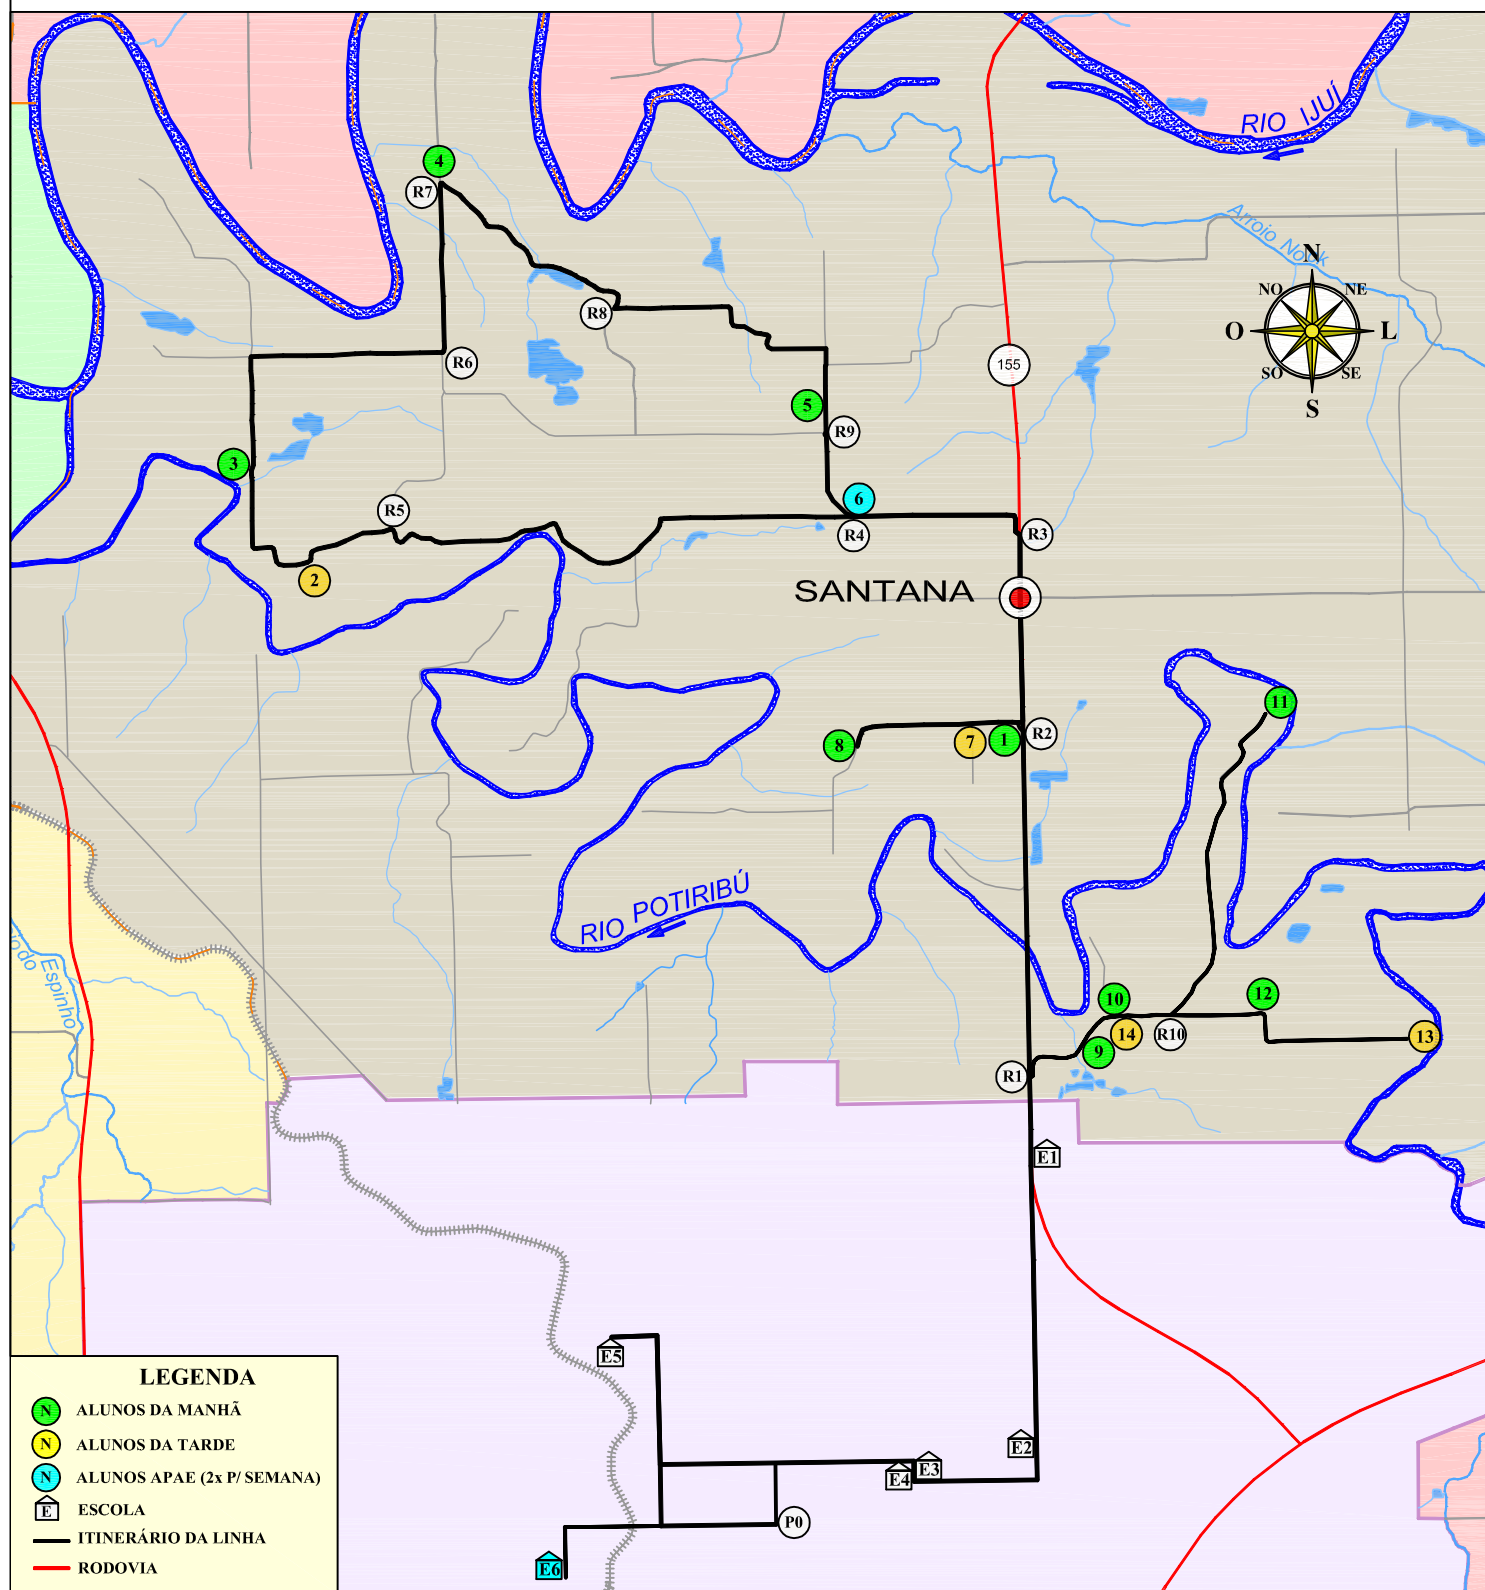 RIO IJUÍ
4
R7
Arroio Nook
N
NO
NE
R8
O
L
155
R6
SO
SE
S
5
R9
3
6
R5
R4
R3
2
SANTANA
11
8
7
1
R2
RIO POTIRIBÚ
Espinho
10
12
14
R10
13
9
R1
E1
E5
E2
E3
E4
P0
E6
LEGENDA
N ALUNOS DA MANHÃ
N ALUNOS DA TARDE
N ALUNOS APAE (2x P/ SEMANA)
E ESCOLA
ITINERÁRIO DA LINHA
RODOVIA